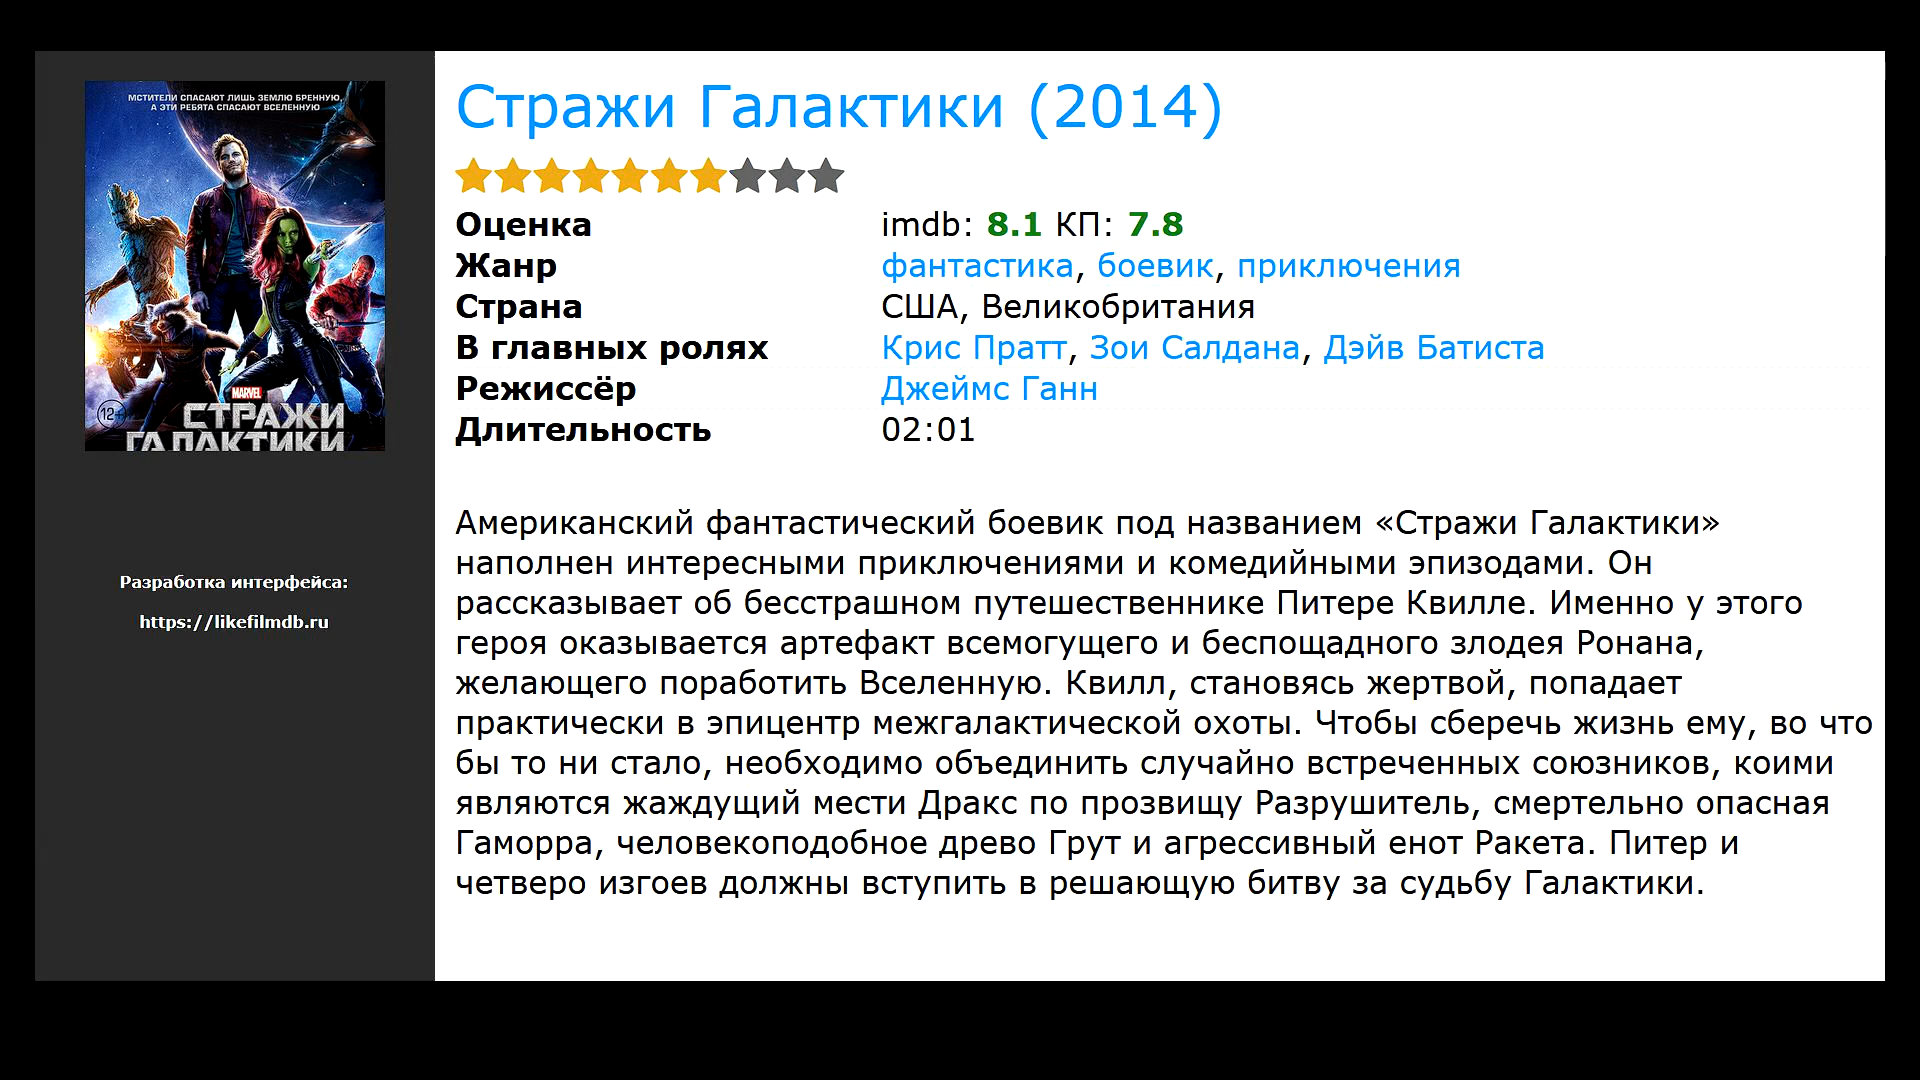 МСТИТЕЛИ СПАСАЮТ ЛИШЬ ЗЕМЛЮ БРЕННУЮ,
А ЭТИ РЕБЯТА СПАСАЮТ ВСЕЛЕННУЮ
MARVEL
12+
СТРАЖИ
ГАЛАКТИКИ
Разработка интерфейса:
https://likefilmdb.ru
Стражи Галактики (2014)
Оценка imdb: 8.1 КП: 7.8
Жанр фантастика, боевик, приключения
Страна США, Великобритания
В главных ролях Крис Пратт, Зои Салдана, Дэйв Батиста
Режиссёр Джеймс Ганн
Длительность 02:01
Американский фантастический боевик под названием «Стражи Галактики»
наполнен интересными приключениями и комедийными эпизодами. Он
рассказывает об бесстрашном путешественнике Питере Квилле. Именно у этого
героя оказывается артефакт всемогущего и беспощадного злодея Ронана,
желающего поработить Вселенную. Квилл, становясь жертвой, попадает
практически в эпицентр межгалактической охоты. Чтобы сберечь жизнь ему, во что
бы то ни стало, необходимо объединить случайно встреченных союзников, коими
являются жаждущий мести Дракс по прозвищу Разрушитель, смертельно опасная
Гаморра, человекоподобное древо Грут и агрессивный енот Ракета. Питер и
четверо изгоев должны вступить в решающую битву за судьбу Галактики.